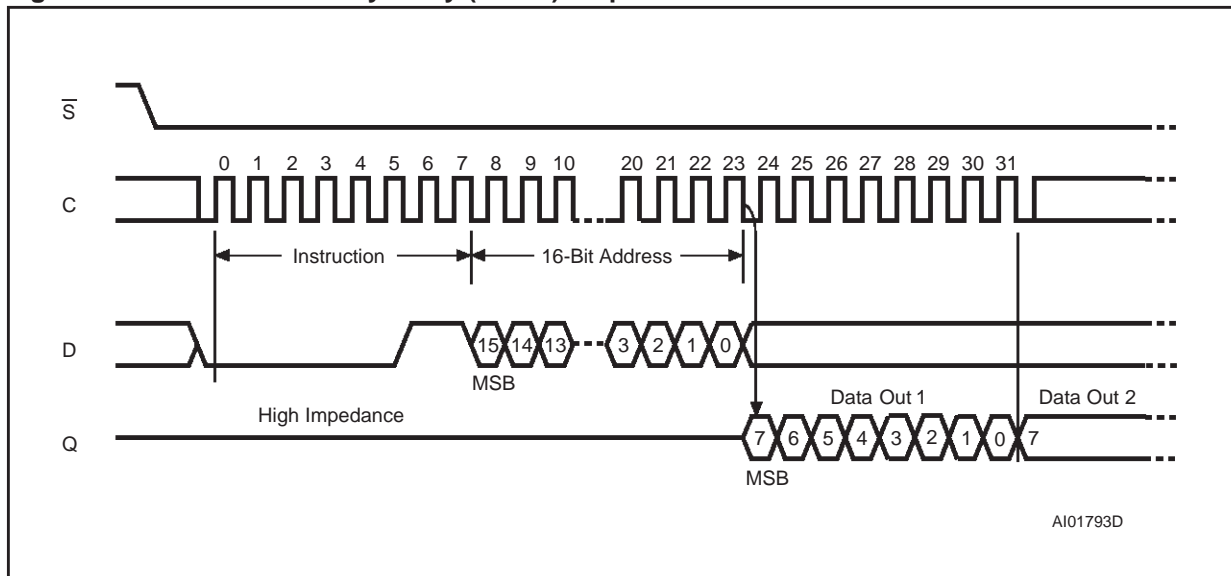 S
0 1 2 3 4 5 6 7 8 9 10 20 21 22 23 24 25 26 27 28 29 30 31
C
Instruction 16-Bit Address
D 15 14 13 3 2 1 0
MSB
High Impedance Data Out 1 Data Out 2
Q 7 6 5 4 3 2 1 0 7
MSB
AI01793D